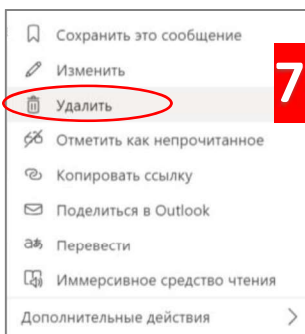 Сохранить это сообщение
Изменить
7
Удалить
Отметить как непрочитанное
Копировать ссылку
Поделиться в Outlook
Перевести
Иммерсивное средство чтения
Дополнительные действия